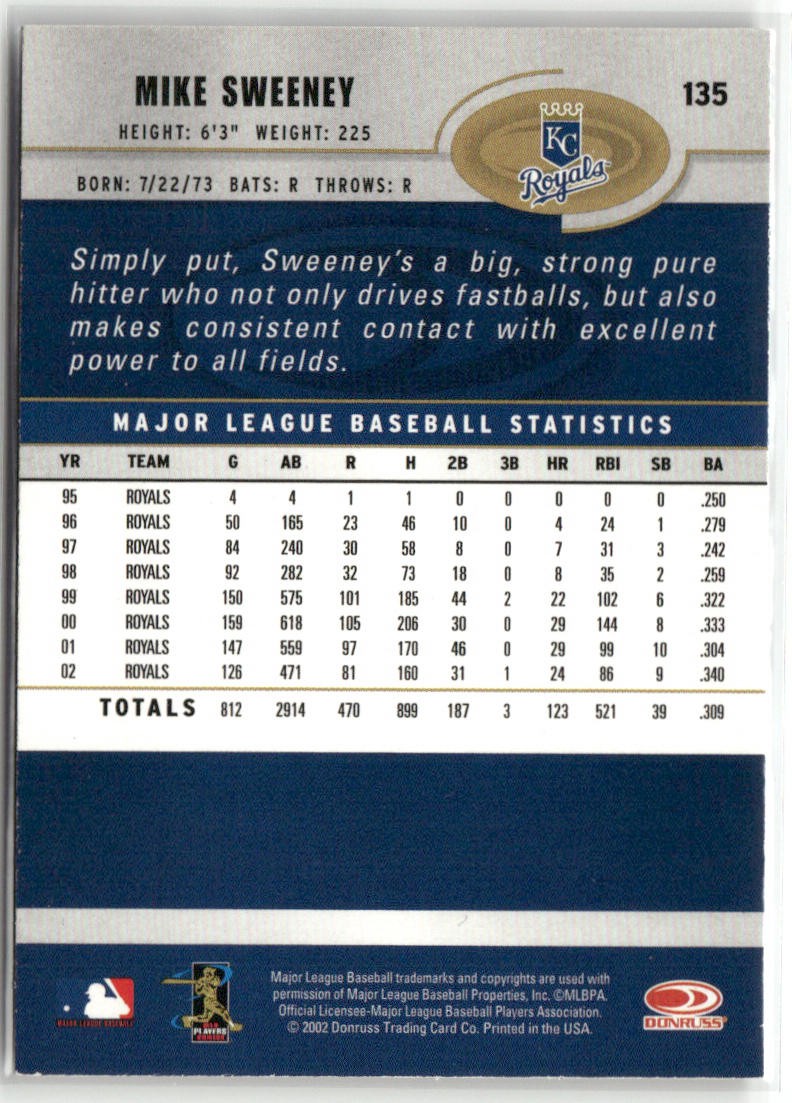 MIKE SWEENEY
135
HEIGHT: 6'3" WEIGHT: 225
KC
Royals
BORN: 7/22/73 BATS: R THROWS: R
Simply put, Sweeney's a big, strong pure
hitter who not only drives fastballs, but also
makes consistent contact with excellent
power to all fields.
MAJOR LEAGUE BASEBALL STATISTICS
YR TEAM G AB R H 2B 3B HR RBI SB BA
95 ROYALS 4 4 1 1 0 0 0 0 0 .250
96 ROYALS 50 165 23 46 10 0 4 24 1 .279
97 ROYALS 84 240 30 58 8 0 7 31 3 .242
98 ROYALS 92 282 32 73 18 0 8 35 2 .259
99 ROYALS 150 575 101 185 44 2 22 102 6 .322
00 ROYALS 159 618 105 206 30 0 29 144 8 .333
01 ROYALS 147 559 97 170 46 0 29 99 10 .304
02 ROYALS 126 471 81 160 31 1 24 86 9 .340
TOTALS 812 2914 470 899 187 3 123 521 39 .309
Major League Baseball trademarks and copyrights are used with
permission of Major League Baseball Properties, Inc. ©MLBPA.
Official Licensee-Major League Baseball Players Association.
© 2002 Donruss Trading Card Co. Printed in the USA.
MAJOR LEAGUE BASEBALL
PLAYERS
CHOICE
DONRUSS